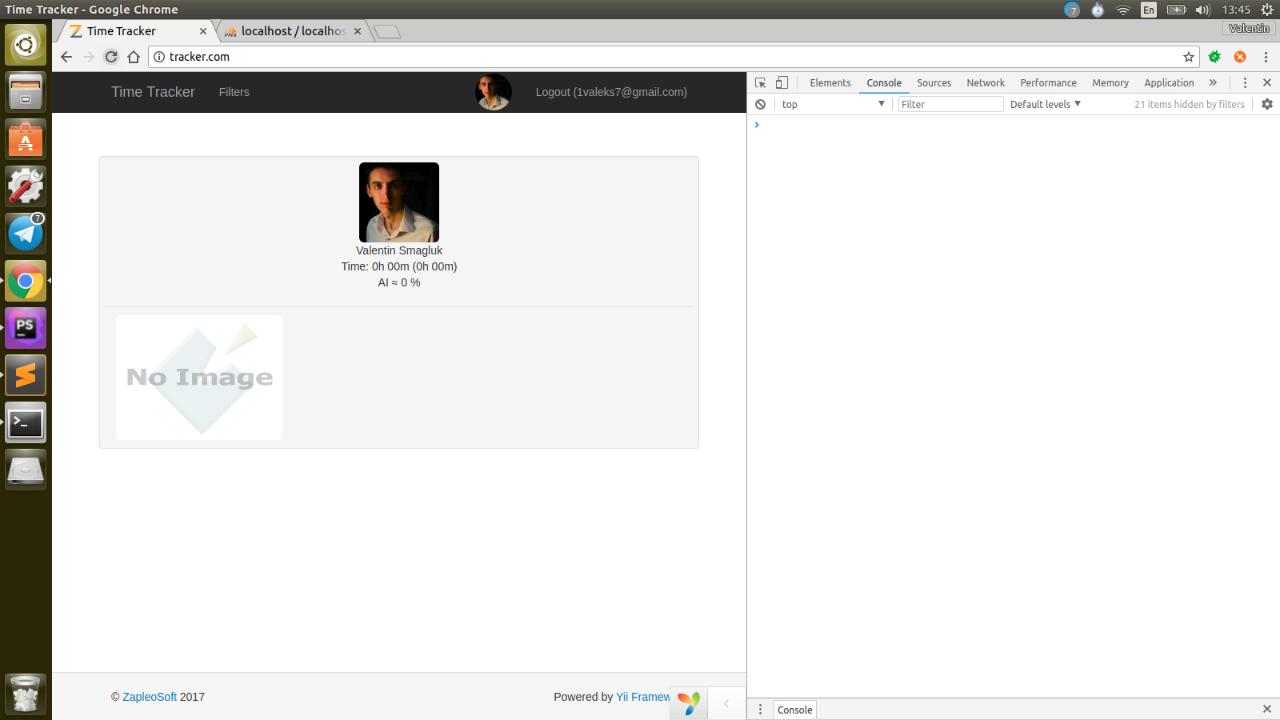 Time Tracker - Google Chrome
7
En
13:45
Time Tracker
localhost / localhos
Valentin
tracker.com
Time Tracker
Filters
Logout (1valeks7@gmail.com)
Elements
Console
Sources
Network
Performance
Memory
Application
»
top
Filter
Default levels
21 items hidden by filters
Valentin Smagluk
Time: 0h 00m (0h 00m)
AI ≈ 0 %
No Image
7
PS
© ZapleoSoft 2017
Powered by Yii Framew
Console